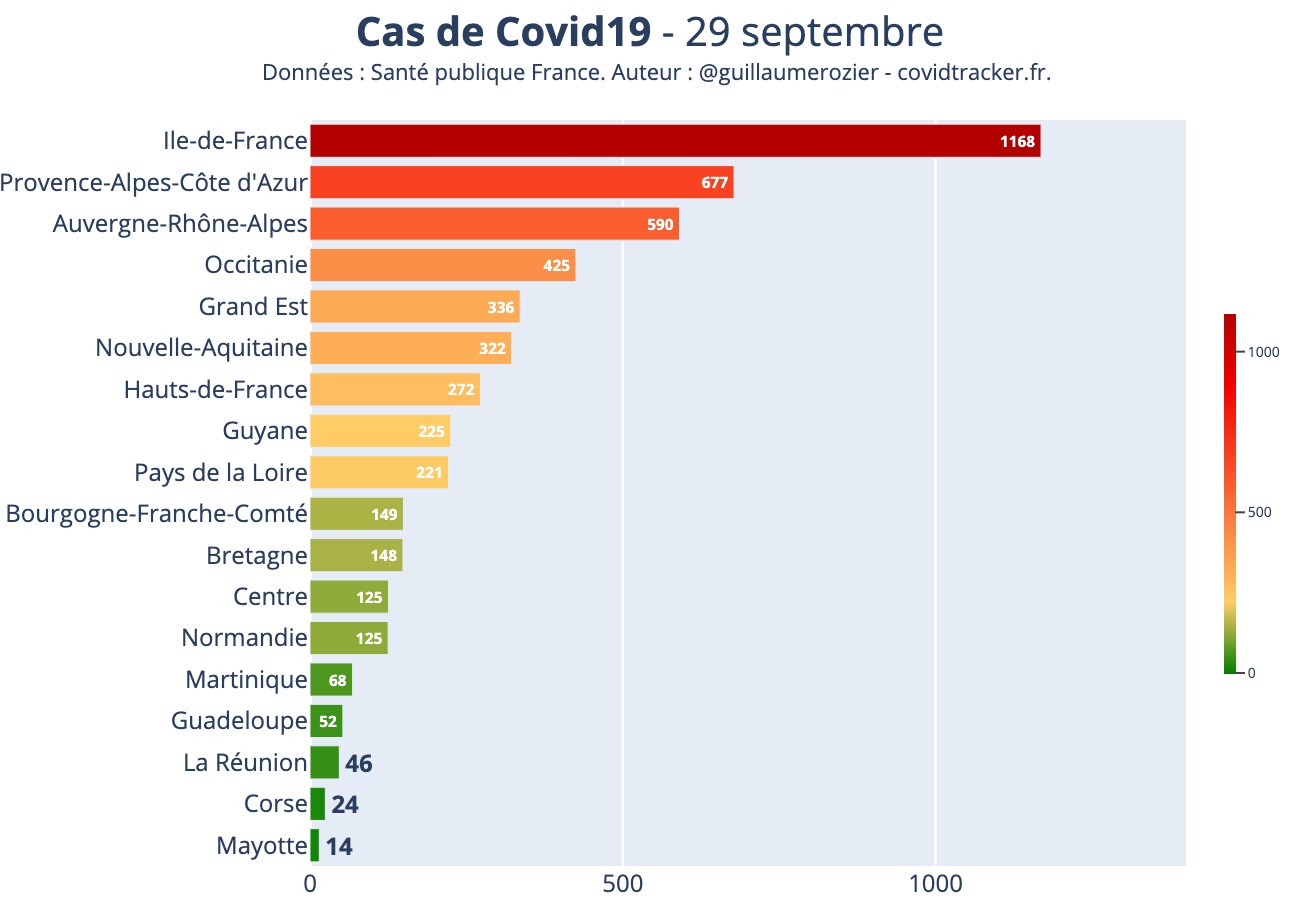 Cas de Covid19 - 29 septembre
Données : Santé publique France. Auteur : @guillaumerozier - covidtracker.fr.
Ile-de-France 1168
Provence-Alpes-Côte d'Azur 677
Auvergne-Rhône-Alpes 590
Occitanie 425
Grand Est 336
Nouvelle-Aquitaine 322
Hauts-de-France 272
Guyane 225
Pays de la Loire 221
Bourgogne-Franche-Comté 149
Bretagne 148
Centre 125
Normandie 125
Martinique 68
Guadeloupe 52
La Réunion 46
Corse 24
Mayotte 14
0 500 1000
1000
500
0